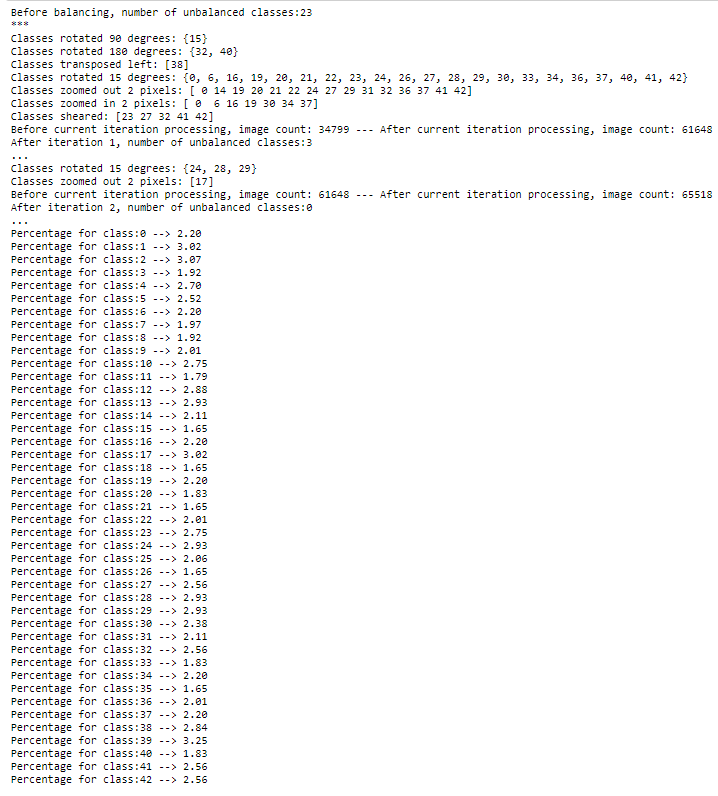 Before balancing, number of unbalanced classes:23
***
Classes rotated 90 degrees: {15}
Classes rotated 180 degrees: {32, 40}
Classes transposed left: [38]
Classes rotated 15 degrees: {0, 6, 16, 19, 20, 21, 22, 23, 24, 26, 27, 28, 29, 30, 33, 34, 36, 37, 40, 41, 42}
Classes zoomed out 2 pixels: [ 0 14 19 20 21 22 24 27 29 31 32 36 37 41 42]
Classes zoomed in 2 pixels: [ 0  6 16 19 30 34 37]
Classes sheared: [23 27 32 41 42]
Before current iteration processing, image count: 34799 --- After current iteration processing, image count: 61648
After iteration 1, number of unbalanced classes:3
...
Classes rotated 15 degrees: {24, 28, 29}
Classes zoomed out 2 pixels: [17]
Before current iteration processing, image count: 61648 --- After current iteration processing, image count: 65518
After iteration 2, number of unbalanced classes:0
...
Percentage for class:0 --> 2.20
Percentage for class:1 --> 3.02
Percentage for class:2 --> 3.07
Percentage for class:3 --> 1.92
Percentage for class:4 --> 2.70
Percentage for class:5 --> 2.52
Percentage for class:6 --> 2.20
Percentage for class:7 --> 1.97
Percentage for class:8 --> 1.92
Percentage for class:9 --> 2.01
Percentage for class:10 --> 2.75
Percentage for class:11 --> 1.79
Percentage for class:12 --> 2.88
Percentage for class:13 --> 2.93
Percentage for class:14 --> 2.11
Percentage for class:15 --> 1.65
Percentage for class:16 --> 2.20
Percentage for class:17 --> 3.02
Percentage for class:18 --> 1.65
Percentage for class:19 --> 2.20
Percentage for class:20 --> 1.83
Percentage for class:21 --> 1.65
Percentage for class:22 --> 2.01
Percentage for class:23 --> 2.75
Percentage for class:24 --> 2.93
Percentage for class:25 --> 2.06
Percentage for class:26 --> 1.65
Percentage for class:27 --> 2.56
Percentage for class:28 --> 2.93
Percentage for class:29 --> 2.93
Percentage for class:30 --> 2.38
Percentage for class:31 --> 2.11
Percentage for class:32 --> 2.56
Percentage for class:33 --> 1.83
Percentage for class:34 --> 2.20
Percentage for class:35 --> 1.65
Percentage for class:36 --> 2.01
Percentage for class:37 --> 2.20
Percentage for class:38 --> 2.84
Percentage for class:39 --> 3.25
Percentage for class:40 --> 1.83
Percentage for class:41 --> 2.56
Percentage for class:42 --> 2.56